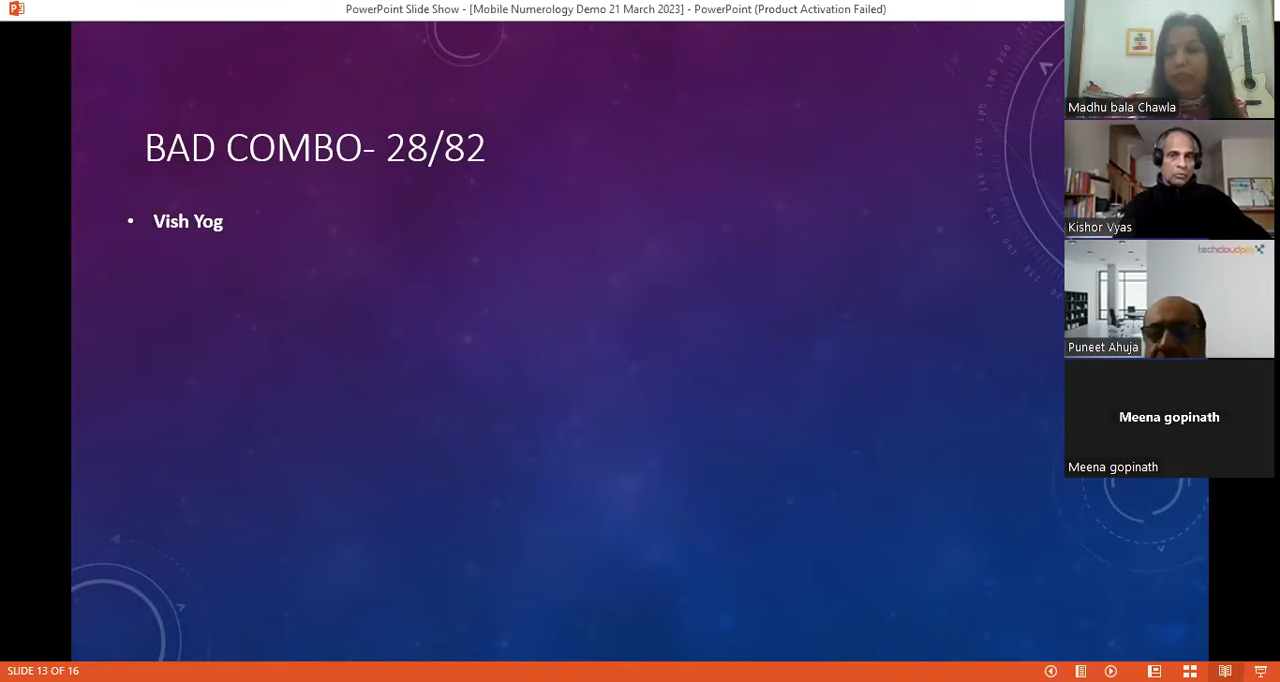 PowerPoint Slide Show - [Mobile Numerology Demo 21 March 2023] - PowerPoint (Product Activation Failed)
BAD COMBO- 28/82
• Vish Yog
Madhu bala Chawla
Kishor Vyas
Puneet Ahuja
Meena gopinath
Meena gopinath
SLIDE 13 OF 16